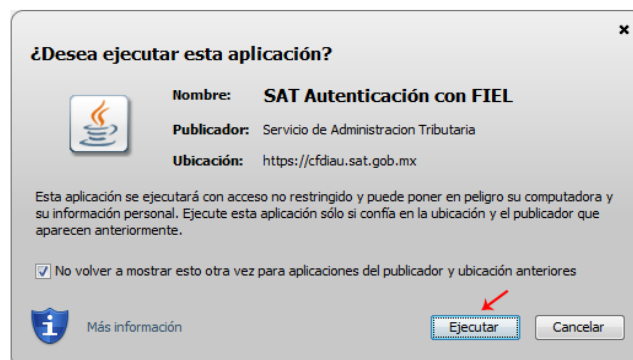 ¿Desea ejecutar esta aplicación?
Nombre: SAT Autenticación con FIEL
Publicador: Servicio de Administracion Tributaria
Ubicación: https://cfdiau.sat.gob.mx
Esta aplicación se ejecutará con acceso no restringido y puede poner en peligro su computadora y
su información personal. Ejecute esta aplicación sólo si confía en la ubicación y el publicador que
aparecen anteriormente.
No volver a mostrar esto otra vez para aplicaciones del publicador y ubicación anteriores
Más información
Ejecutar
Cancelar